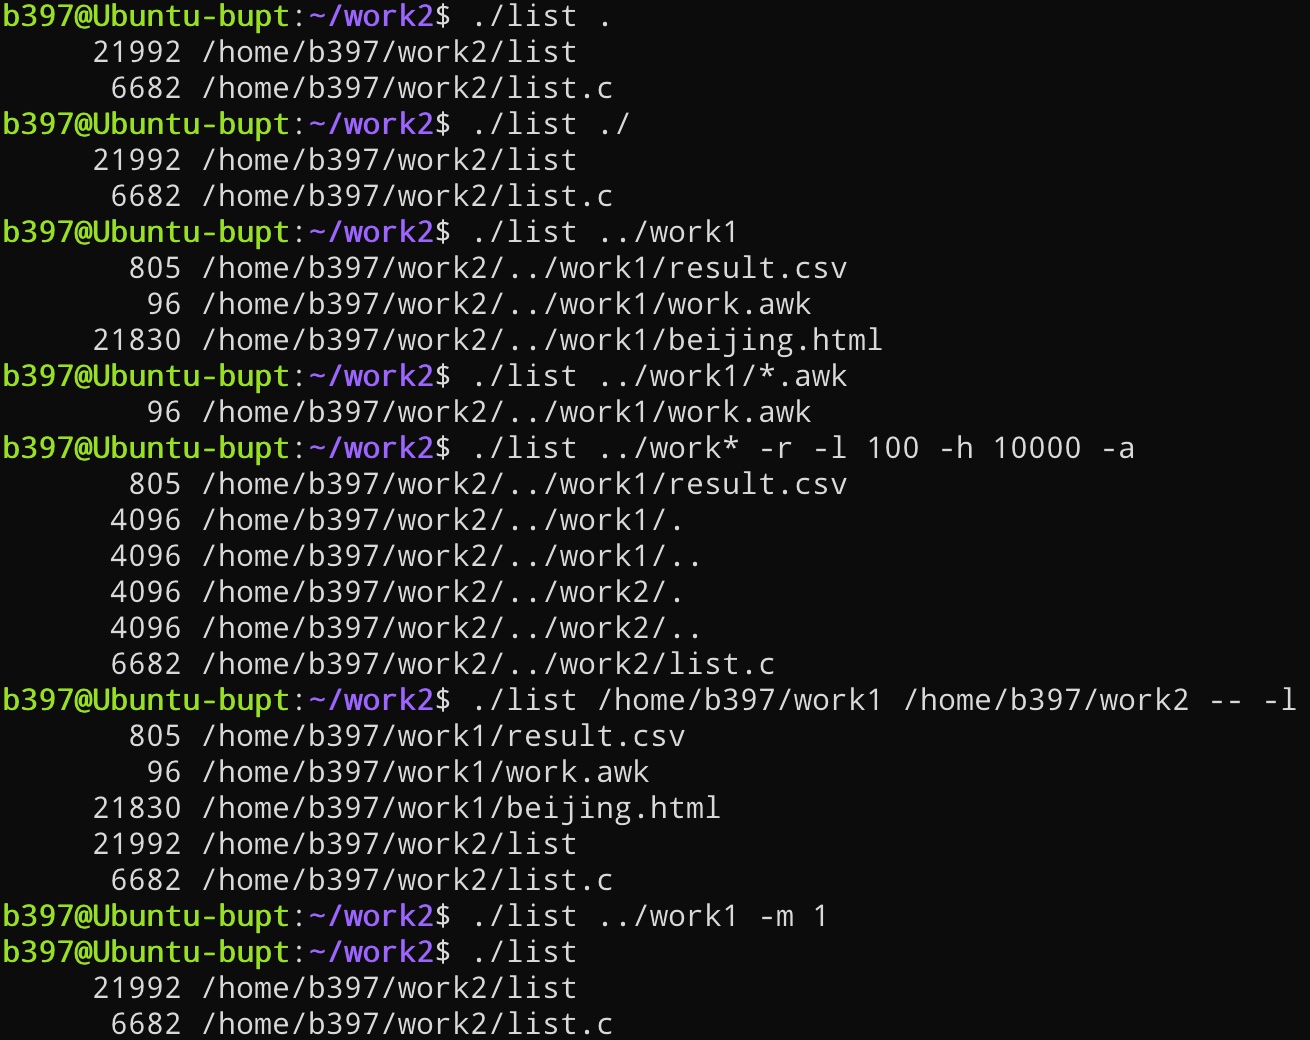 b397@Ubuntu-bupt:~/work2$ ./list .
     21992 /home/b397/work2/list
      6682 /home/b397/work2/list.c
b397@Ubuntu-bupt:~/work2$ ./list ./
     21992 /home/b397/work2/list
      6682 /home/b397/work2/list.c
b397@Ubuntu-bupt:~/work2$ ./list ../work1
       805 /home/b397/work2/../work1/result.csv
        96 /home/b397/work2/../work1/work.awk
     21830 /home/b397/work2/../work1/beijing.html
b397@Ubuntu-bupt:~/work2$ ./list ../work1/*.awk
        96 /home/b397/work2/../work1/work.awk
b397@Ubuntu-bupt:~/work2$ ./list ../work* -r -l 100 -h 10000 -a
       805 /home/b397/work2/../work1/result.csv
      4096 /home/b397/work2/../work1/.
      4096 /home/b397/work2/../work1/..
      4096 /home/b397/work2/../work2/.
      4096 /home/b397/work2/../work2/..
      6682 /home/b397/work2/../work2/list.c
b397@Ubuntu-bupt:~/work2$ ./list /home/b397/work1 /home/b397/work2 -- -l
       805 /home/b397/work1/result.csv
        96 /home/b397/work1/work.awk
     21830 /home/b397/work1/beijing.html
     21992 /home/b397/work2/list
      6682 /home/b397/work2/list.c
b397@Ubuntu-bupt:~/work2$ ./list ../work1 -m 1
b397@Ubuntu-bupt:~/work2$ ./list
     21992 /home/b397/work2/list
      6682 /home/b397/work2/list.c